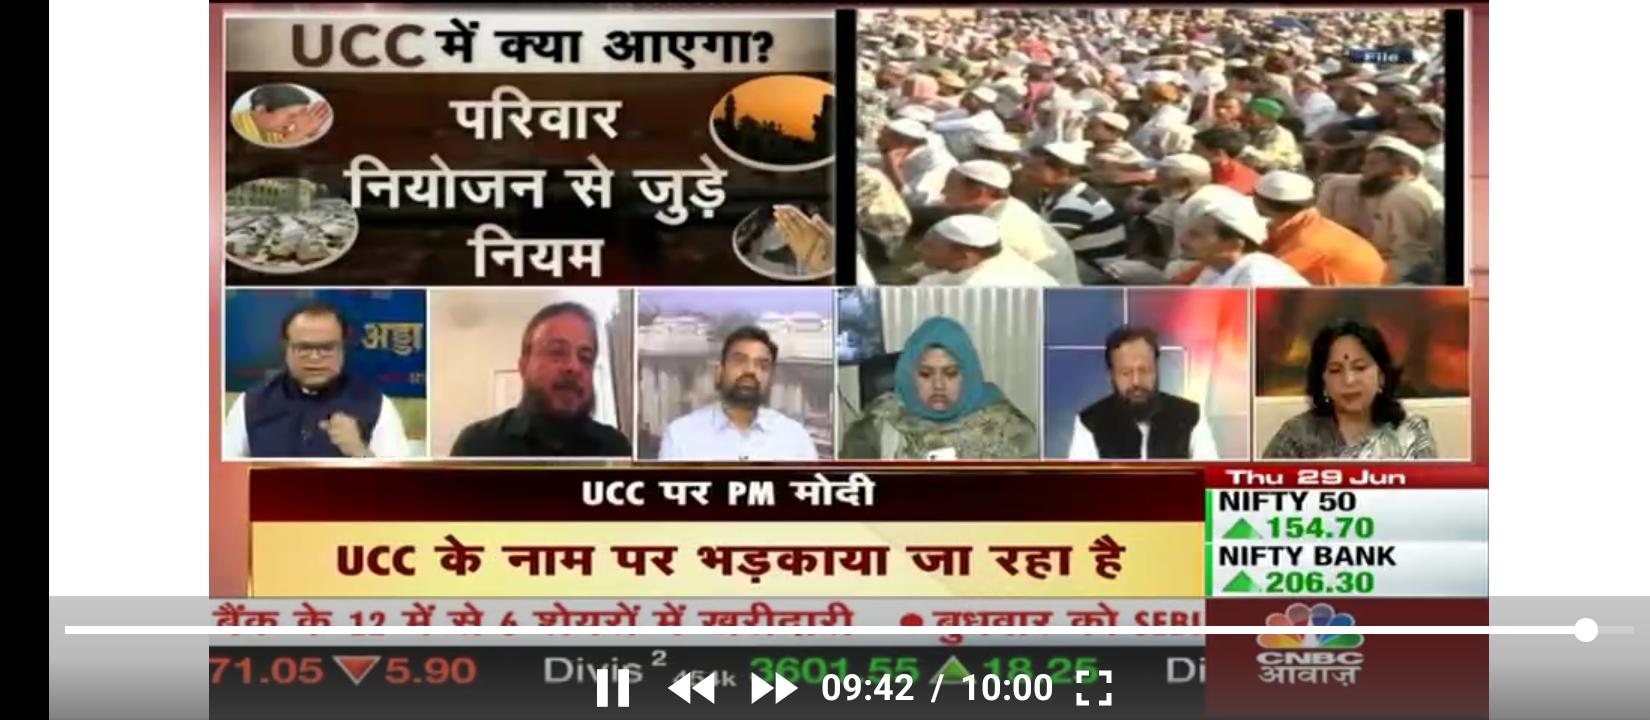 UCC में क्या आएगा?
परिवार
नियोजन से जुड़े
नियम
File
अड्डा
UCC पर PM मोदी
UCC के नाम पर भड़काया जा रहा है
Thu 29 Jun
NIFTY 50
154.70
NIFTY BANK
206.30
बैंक के 12 में से 6 शेयरों में खरीदारी • बुधवार को SEBI
71.05 5.90 Divis 3601.55 18.25 Di
CNBC
आवाज़
09:42 / 10:00